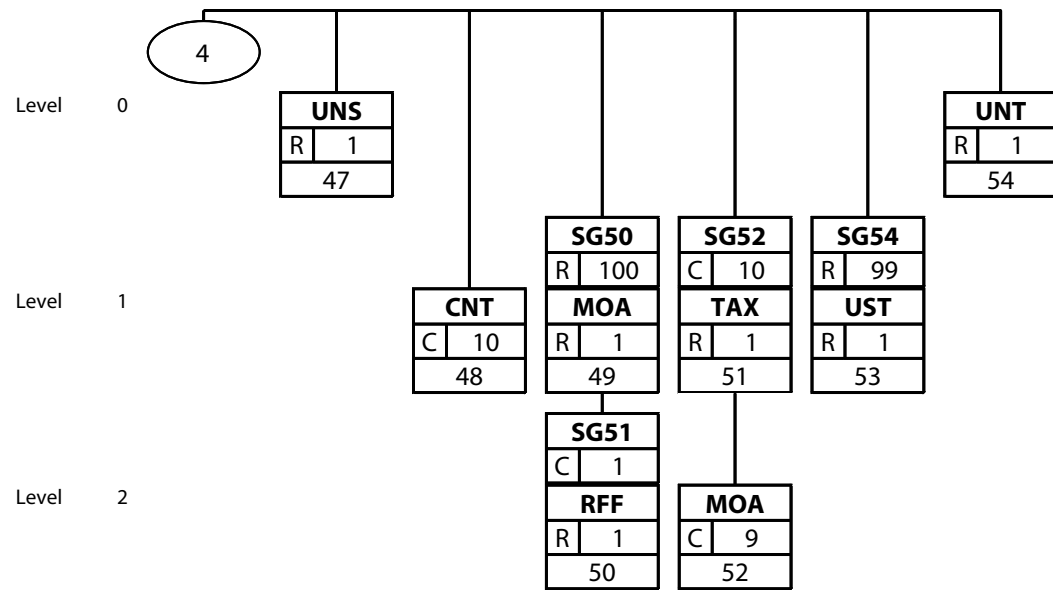 4
Level 0
UNS
R 1
47
UNT
R 1
54
SG50
R 100
SG52
C 10
SG54
R 99
Level 1
CNT
C 10
48
MOA
R 1
49
TAX
R 1
51
UST
R 1
53
SG51
C 1
Level 2
RFF
R 1
50
MOA
C 9
52